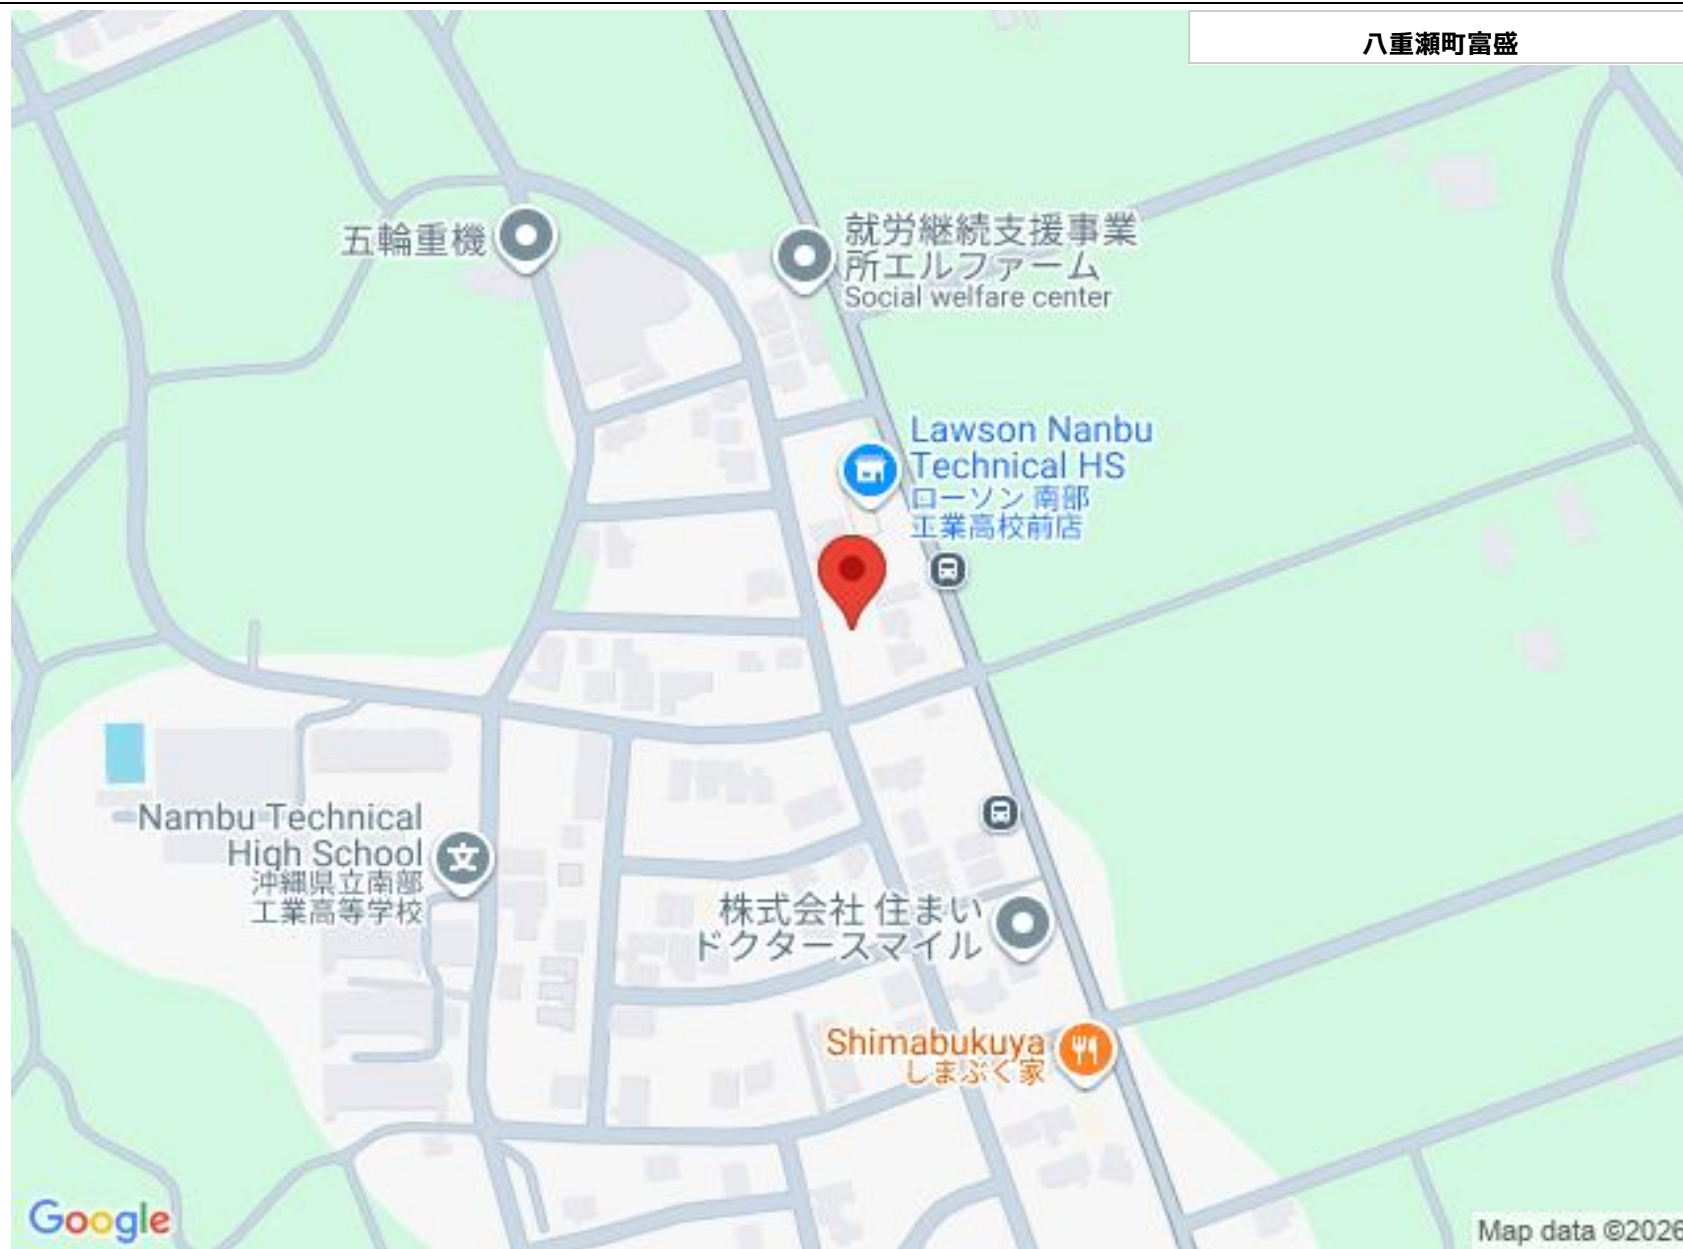 八重瀬町富盛
五輪重機
就労継続支援事業
所エルファーム
Social welfare center
Lawson Nanbu
Technical HS
ローソン 南部
工業高校前店
Nambu Technical
High School
沖縄県立南部
工業高等学校
文
株式会社 住まい
ドクタースマイル
Shimabukuya
しまぶく家
Google
Map data ©2026